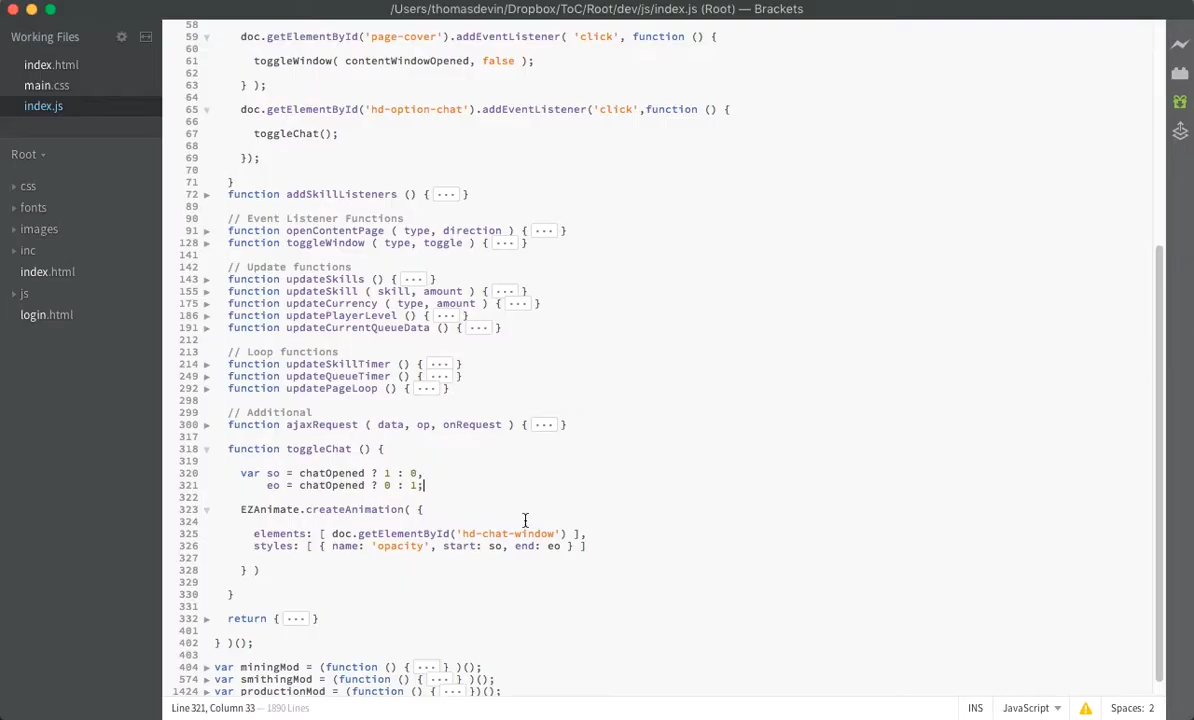 /Users/thomasdevin/Dropbox/ToC/Root/dev/js/index.js (Root) — Brackets
Working Files
index.html
main.css
index.js
Root
css
fonts
images
inc
index.html
js
login.html
58
59 doc.getElementById('page-cover').addEventListener( 'click', function () {
60
61 toggleWindow( contentWindowOpened, false );
62
63 } );
64
65 doc.getElementById('hd-option-chat').addEventListener('click',function () {
66
67 toggleChat();
68
69 });
70
71 }
72 function addSkillListeners () { ... }
89
90 // Event Listener Functions
91 function openContentPage ( type, direction ) { ... }
128 function toggleWindow ( type, toggle ) { ... }
141
142 // Update functions
143 function updateSkills () { ... }
155 function updateSkill ( skill, amount ) { ... }
175 function updateCurrency ( type, amount ) { ... }
186 function updatePlayerLevel () { ... }
191 function updateCurrentQueueData () { ... }
212
213 // Loop functions
214 function updateSkillTimer () { ... }
249 function updateQueueTimer () { ... }
292 function updatePageLoop () { ... }
298
299 // Additional
300 function ajaxRequest ( data, op, onRequest ) { ... }
317
318 function toggleChat () {
319
320 var so = chatOpened ? 1 : 0,
321 eo = chatOpened ? 0 : 1;
322
323 EZAnimate.createAnimation( {
324
325 elements: [ doc.getElementById('hd-chat-window') ],
326 styles: [ { name: 'opacity', start: so, end: eo } ]
327
328 } )
329
330 }
331
332 return { ... }
401
402 } )();
403
404 var miningMod = (function () { ... } )();
574 var smithingMod = (function () { ... } )();
1424 var productionMod = (function () { ... })();
Line 321, Column 33 — 1890 Lines
INS
JavaScript
Spaces: 2